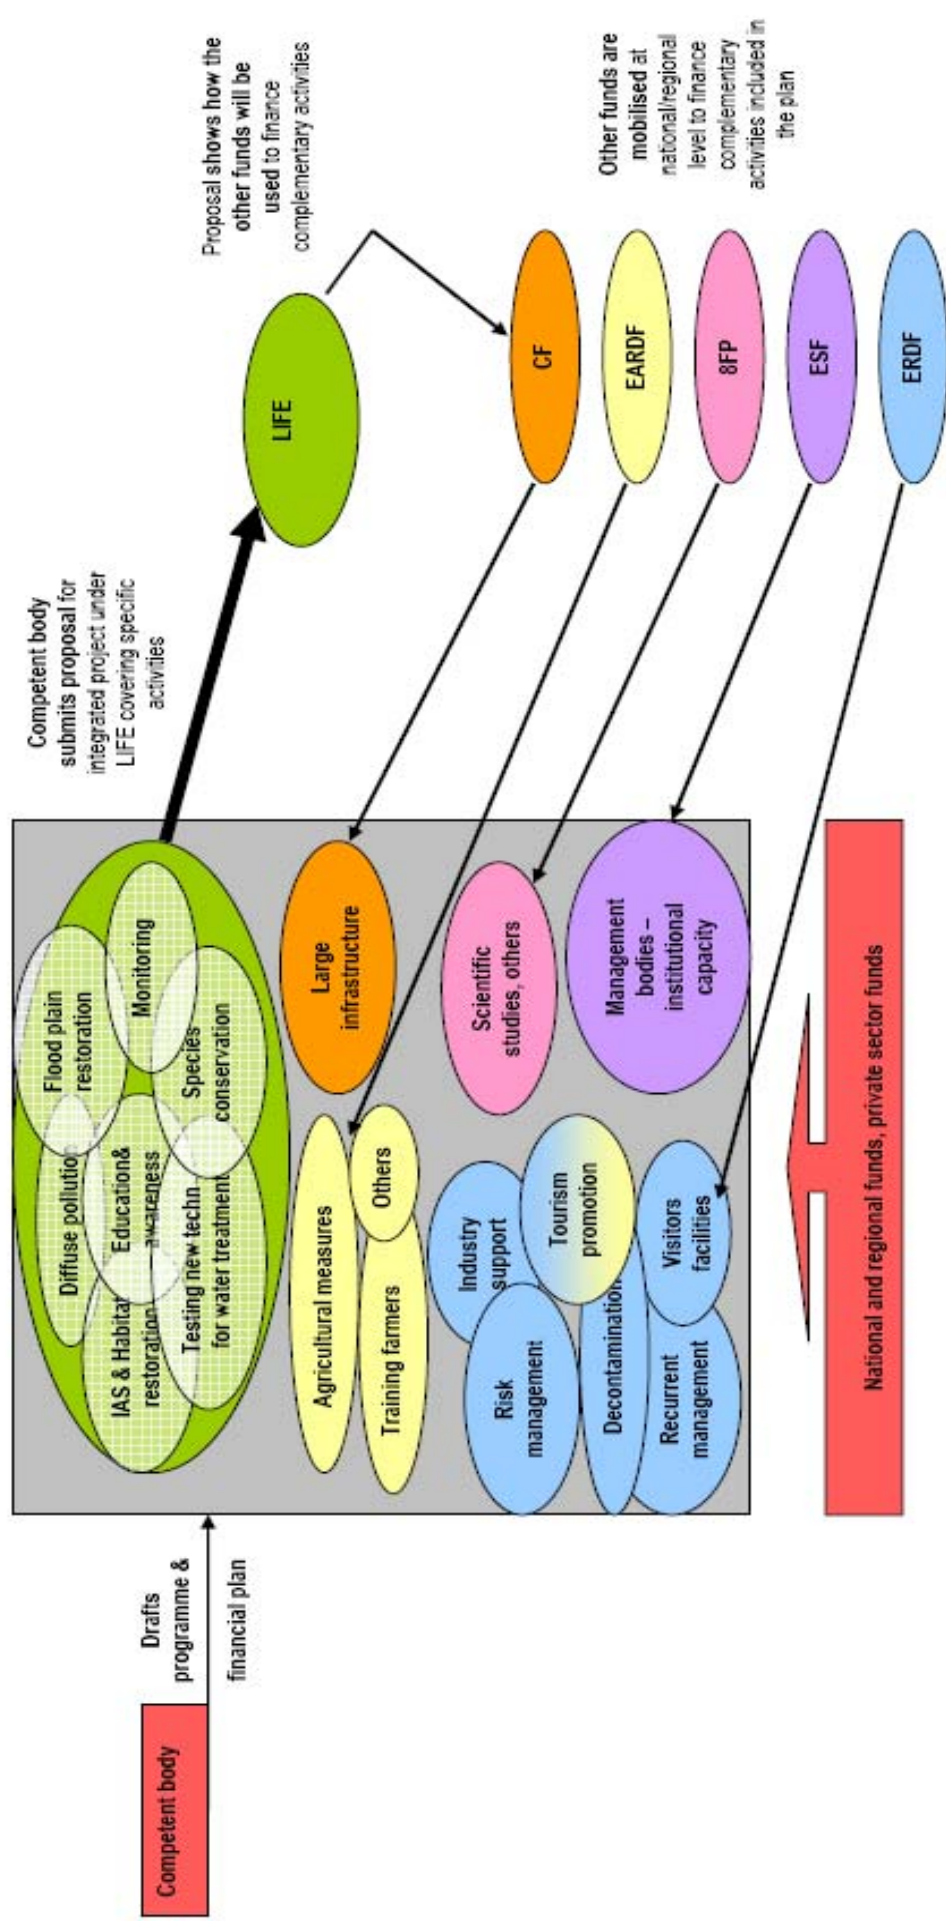 Competent body
Drafts
programme &
financial plan
Flood plain
restoration
Monitoring
Diffuse pollution
Education&
awareness
Species
conservation
IAS & Habitat
restoration
Testing new techn
for water treatment
Agricultural measures
Others
Training farmers
Large
infrastructure
Scientific
studies, others
Management
bodies –
institutional
capacity
Industry
support
Tourism
promotion
Risk
management
Decontamination
Visitors
facilities
Recurrent
management
National and regional funds, private sector funds
Competent body
submits proposal for
integrated project under
LIFE covering specific
activities
LIFE
Proposal shows how the
other funds will be
used to finance
complementary activities
CF
EARDF
8FP
ESF
ERDF
Other funds are
mobilised at
national/regional
level to finance
complementary
activities included in
the plan